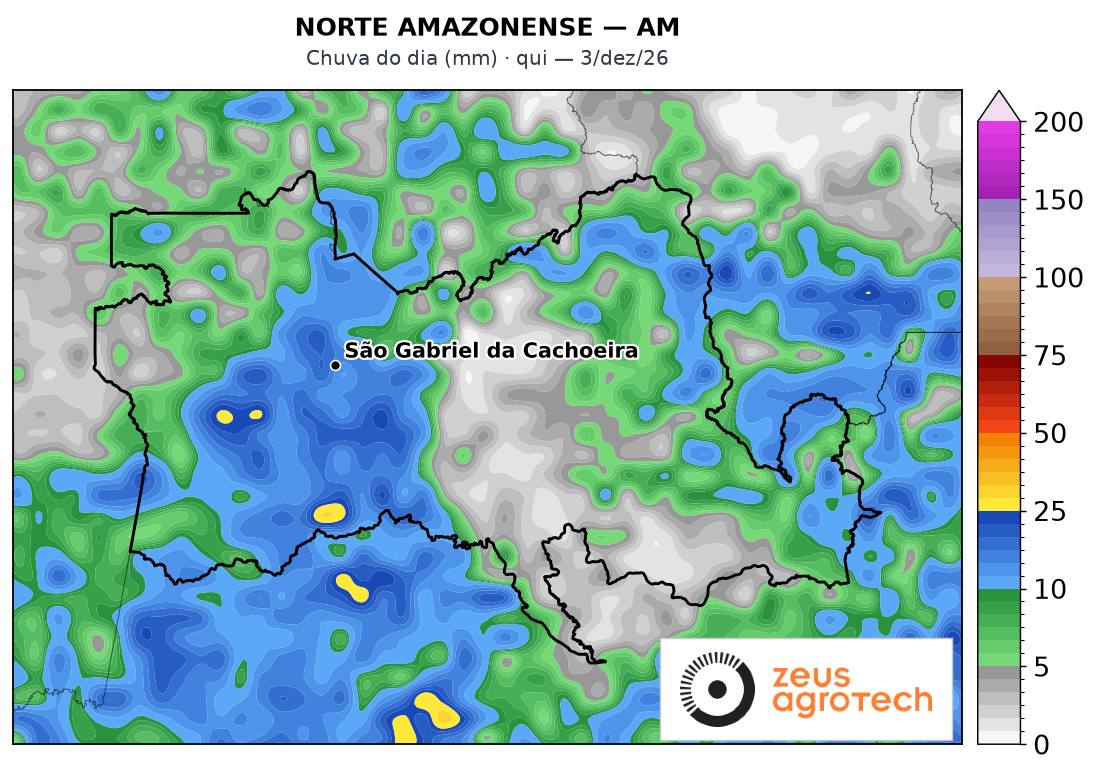 NORTE AMAZONENSE — AM
Chuva do dia (mm) · qui — 3/dez/26
São Gabriel da Cachoeira
200
150
100
75
50
25
10
5
0
zeus
agrotech